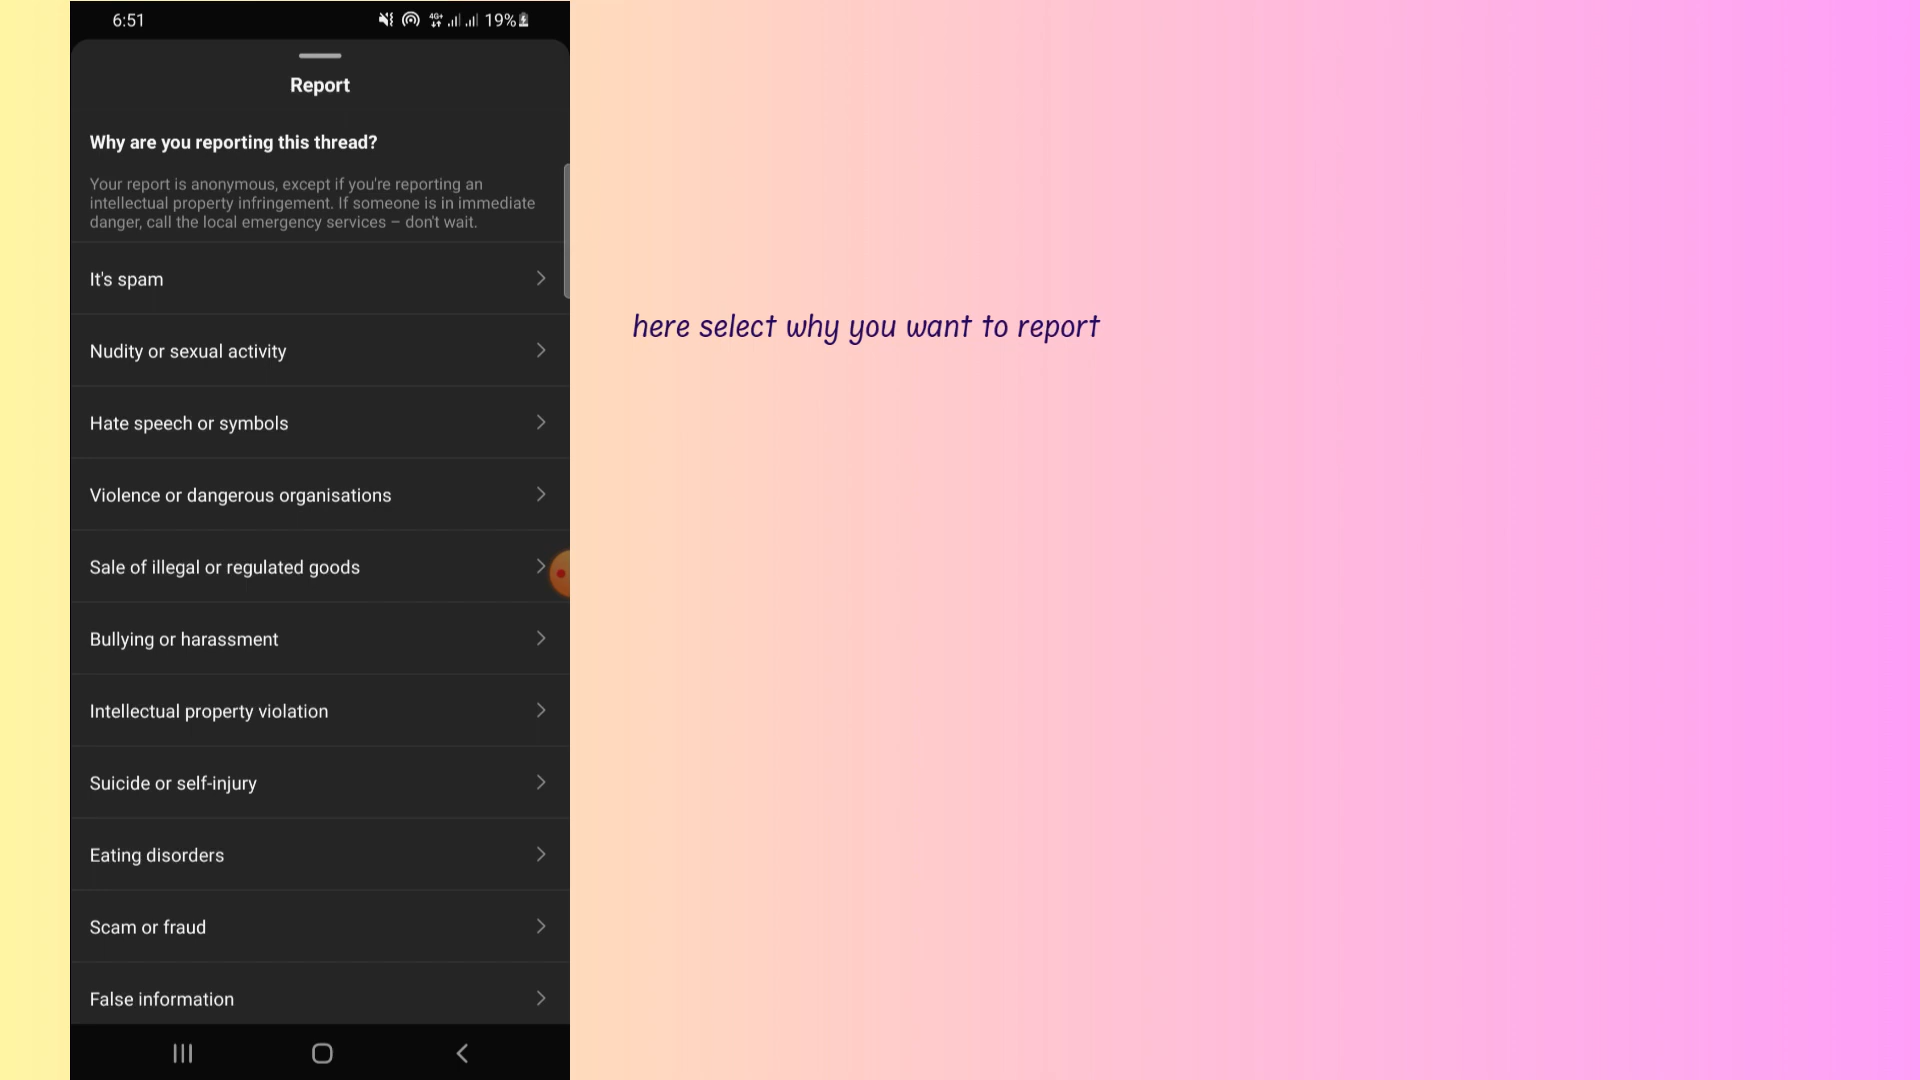 6:51
4G+ 19%
Report
Why are you reporting this thread?
Your report is anonymous, except if you're reporting an
intellectual property infringement. If someone is in immediate
danger, call the local emergency services – don't wait.
It's spam
Nudity or sexual activity
here select why you want to report
Hate speech or symbols
Violence or dangerous organisations
Sale of illegal or regulated goods
Bullying or harassment
Intellectual property violation
Suicide or self-injury
Eating disorders
Scam or fraud
False information